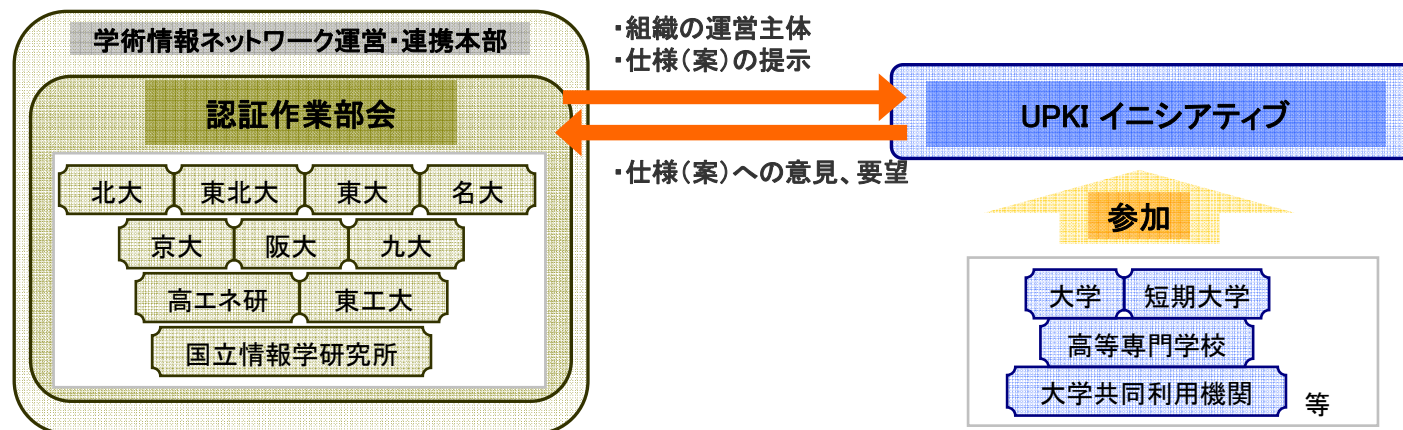 学術情報ネットワーク運営・連携本部
認証作業部会
北大 東北大 東大 名大
京大 阪大 九大
高エネ研 東工大
国立情報学研究所
・組織の運営主体
・仕様(案)の提示
・仕様(案)への意見、要望
UPKI イニシアティブ
参加
大学 短期大学
高等専門学校
大学共同利用機関 等